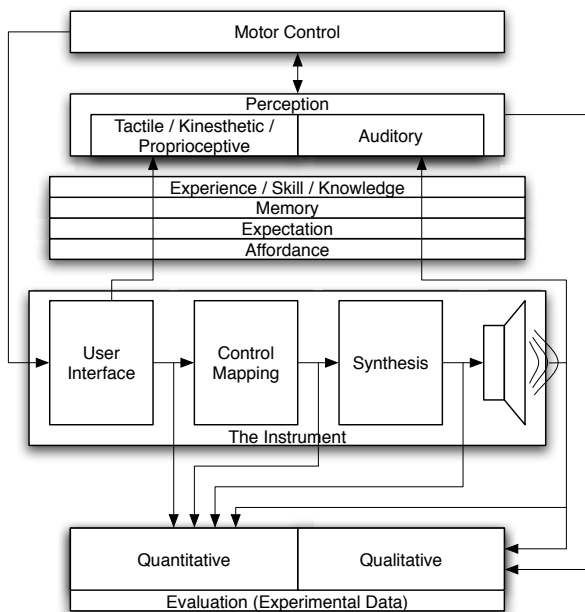 Motor Control
Perception
Tactile / Kinesthetic /
Proprioceptive
Auditory
Experience / Skill / Knowledge
Memory
Expectation
Affordance
User
Interface
Control
Mapping
Synthesis
The Instrument
Quantitative
Qualitative
Evaluation (Experimental Data)